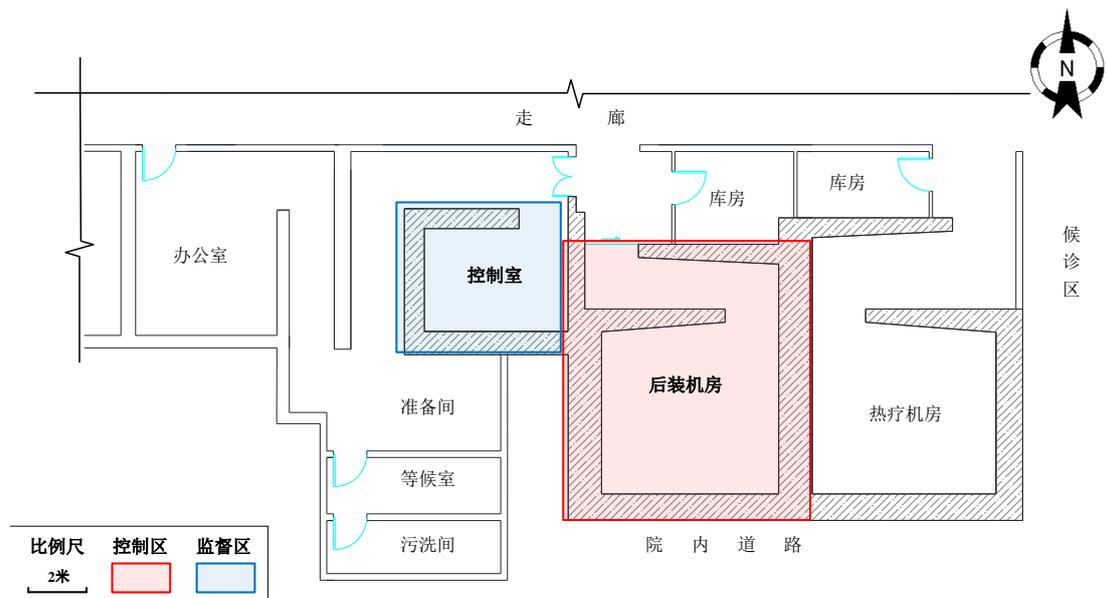 N
走 廊
库房
库房
办公室
候诊区
控制室
后装机房
准备间
热疗机房
等候室
污洗间
院 内 道 路
比例尺 控制区 监督区
2米